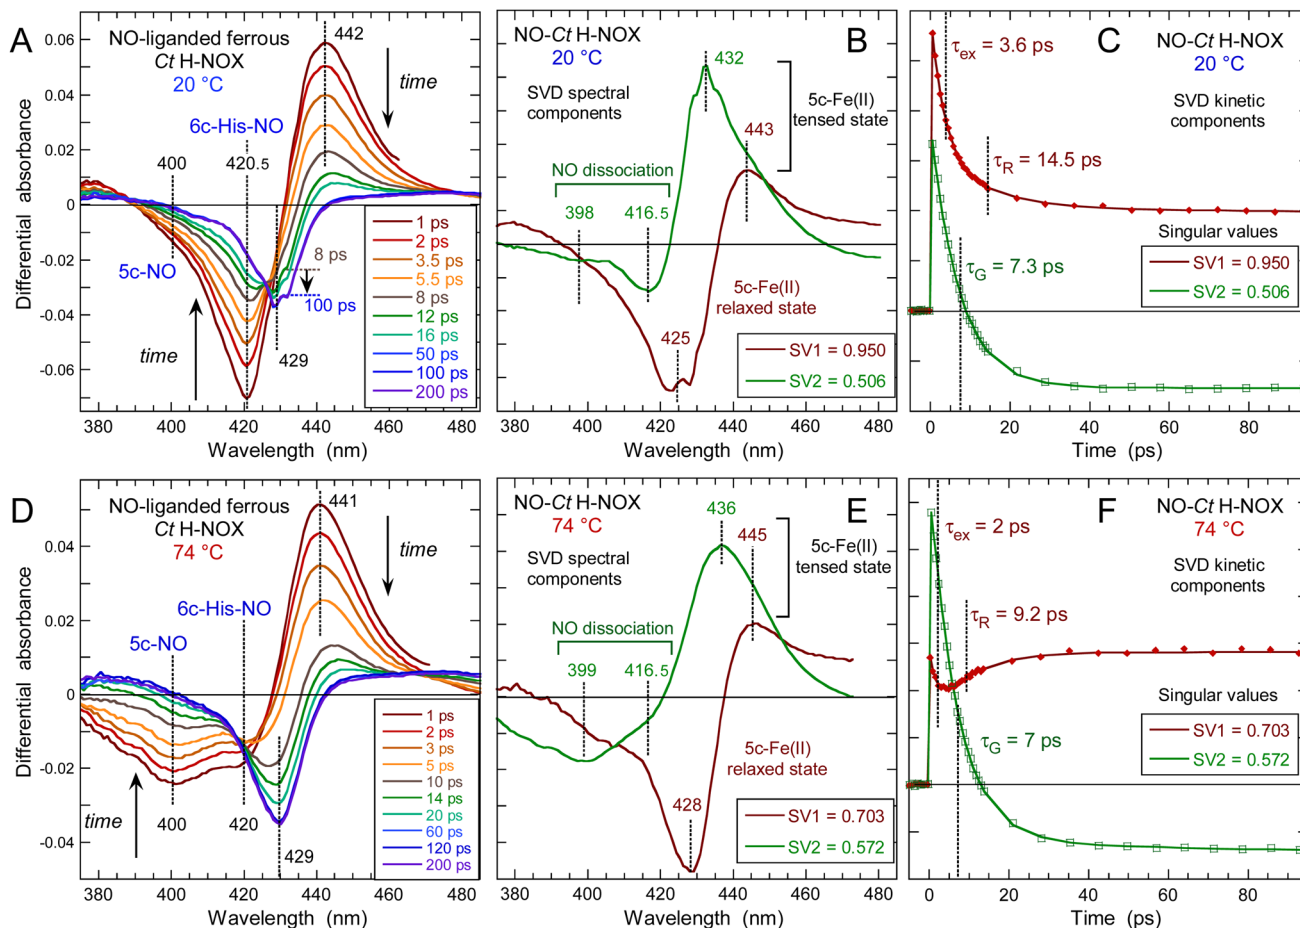 A
NO-liganded ferrous
Ct H-NOX
20 °C
442
time
6c-His-NO
400
420.5
5c-NO
8 ps
100 ps
429
time
1 ps
2 ps
3.5 ps
5.5 ps
8 ps
12 ps
16 ps
50 ps
100 ps
200 ps
0.06
0.04
0.02
0
-0.02
-0.04
-0.06
Differential absorbance
380 400 420 440 460 480
Wavelength (nm)
B
NO-Ct H-NOX
20 °C
SVD spectral
components
432
5c-Fe(II)
tensed state
443
NO dissociation
398
416.5
425
5c-Fe(II)
relaxed state
SV1 = 0.950
SV2 = 0.506
380 400 420 440 460 480
Wavelength (nm)
C
τex = 3.6 ps
NO-Ct H-NOX
20 °C
SVD kinetic
components
τR = 14.5 ps
Singular values
τG = 7.3 ps
SV1 = 0.950
SV2 = 0.506
0 20 40 60 80
Time (ps)
D
NO-liganded ferrous
Ct H-NOX
74 °C
441
time
6c-His-NO
5c-NO
time
400
420
429
1 ps
2 ps
3 ps
5 ps
10 ps
14 ps
20 ps
60 ps
120 ps
200 ps
0.04
0.02
0
-0.02
-0.04
Differential absorbance
380 400 420 440 460 480
Wavelength (nm)
E
NO-Ct H-NOX
74 °C
SVD spectral
components
436
445
5c-Fe(II)
tensed state
NO dissociation
399
416.5
428
5c-Fe(II)
relaxed state
SV1 = 0.703
SV2 = 0.572
380 400 420 440 460 480
Wavelength (nm)
F
τex = 2 ps
NO-Ct H-NOX
74 °C
SVD kinetic
components
τR = 9.2 ps
Singular values
τG = 7 ps
SV1 = 0.703
SV2 = 0.572
0 20 40 60 80
Time (ps)